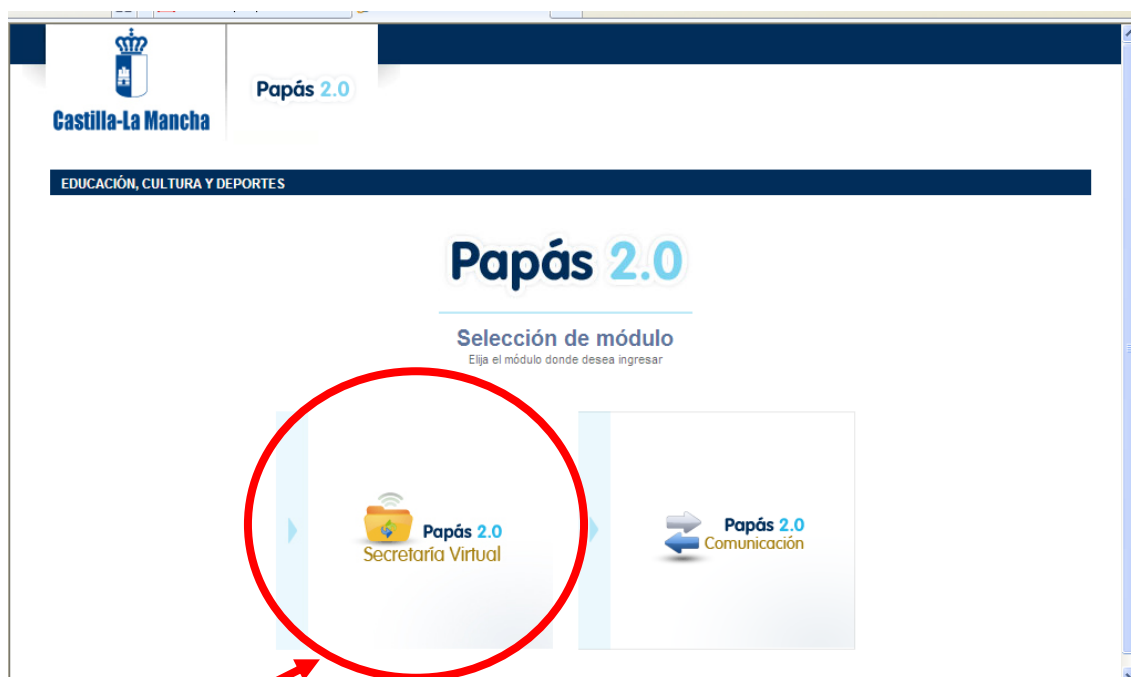 Papás 2.0
Castilla-La Mancha
EDUCACIÓN, CULTURA Y DEPORTES
Papás 2.0
Selección de módulo
Elija el módulo donde desea ingresar
Papás 2.0
Secretaría Virtual
Papás 2.0
Comunicación